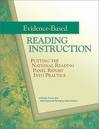 Evidence-Based
READING
INSTRUCTION
PUTTING THE
NATIONAL READING
PANEL REPORT
INTO PRACTICE